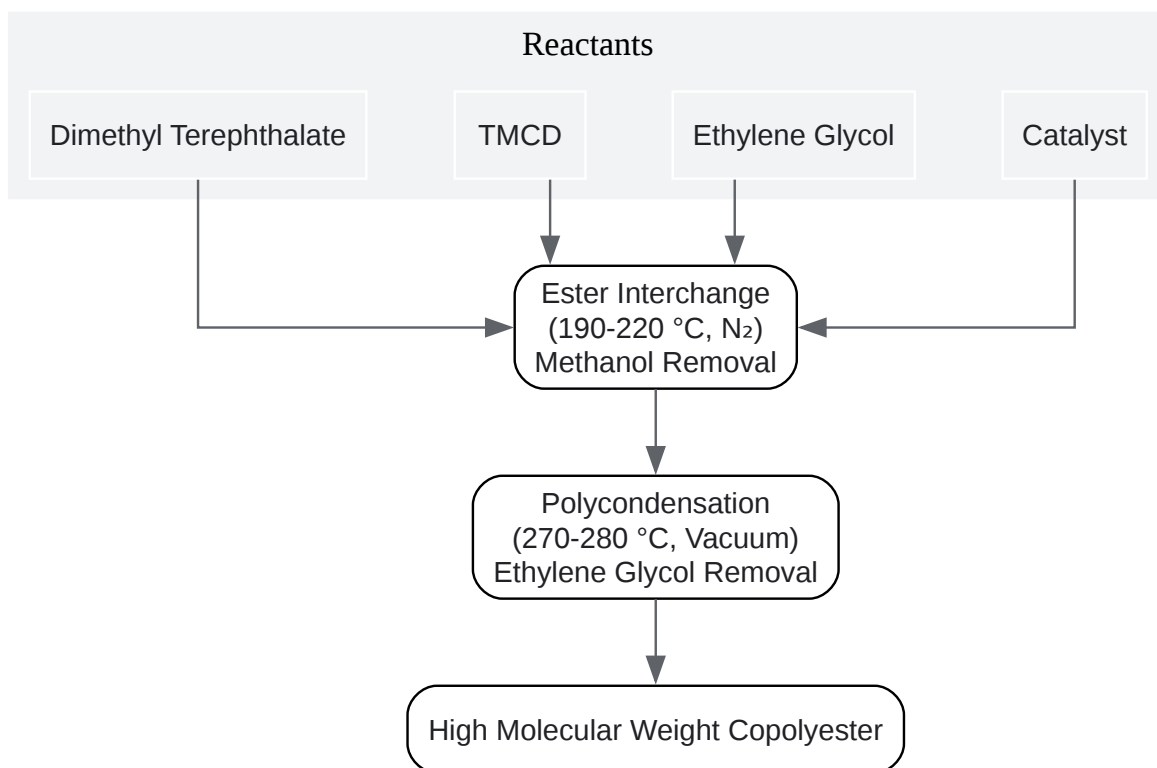 Reactants
Dimethyl Terephthalate
TMCD
Ethylene Glycol
Catalyst
Ester Interchange
(190-220 °C, N₂)
Methanol Removal
Polycondensation
(270-280 °C, Vacuum)
Ethylene Glycol Removal
High Molecular Weight Copolyester